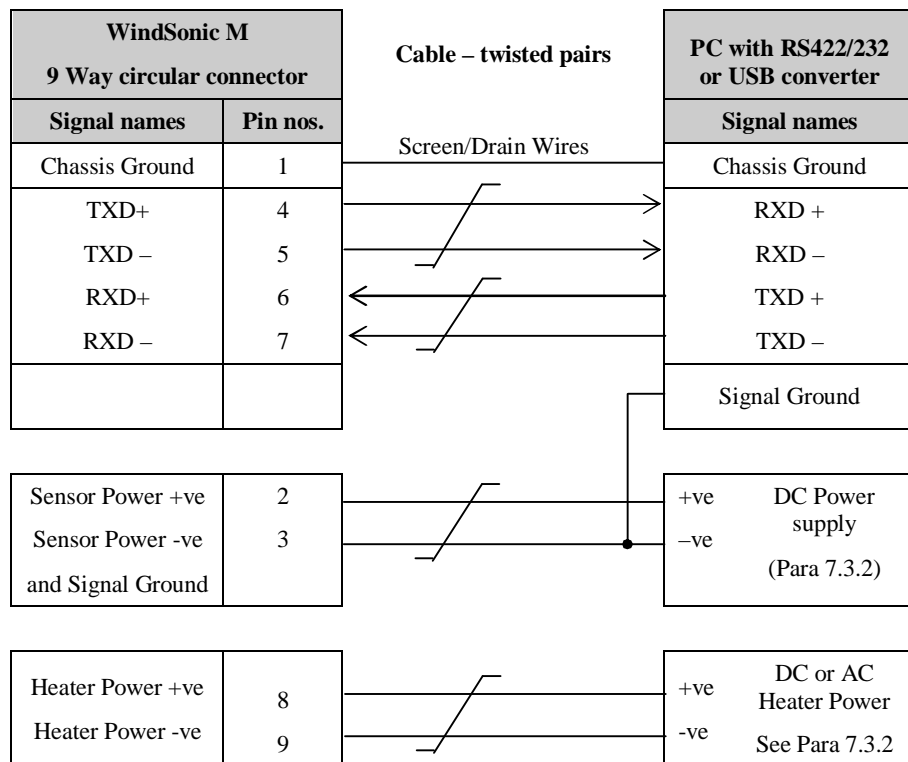 WindSonic M
9 Way circular connector
Cable – twisted pairs
PC with RS422/232
or USB converter
Signal names Pin nos.
Signal names
Screen/Drain Wires
Chassis Ground 1
Chassis Ground
TXD+ 4
RXD +
TXD – 5
RXD –
RXD+ 6
TXD +
RXD – 7
TXD –
Signal Ground
Sensor Power +ve 2
+ve DC Power
supply
Sensor Power -ve 3
–ve
and Signal Ground
(Para 7.3.2)
Heater Power +ve 8
+ve DC or AC
Heater Power
Heater Power -ve 9
-ve See Para 7.3.2